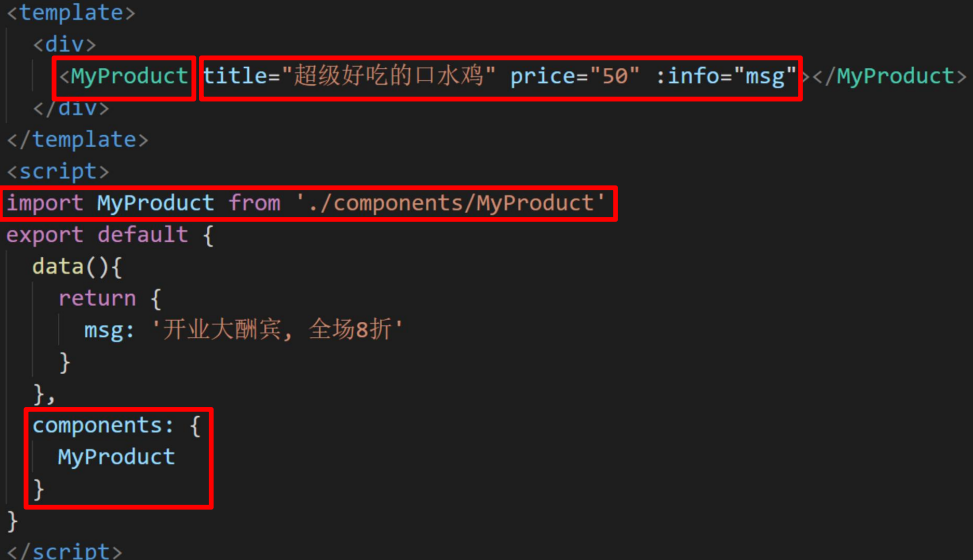 <template>
<div>
<MyProduct title="超级好吃的口水鸡" price="50" :info="msg"></MyProduct>
</div>
</template>
<script>
import MyProduct from './components/MyProduct'
export default {
data(){
return {
msg: '开业大酬宾, 全场8折'
}
},
components: {
MyProduct
}
}
</script>